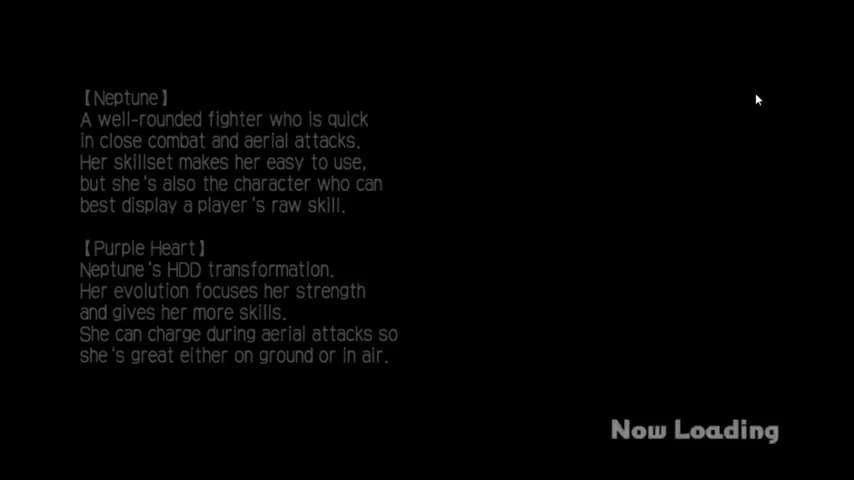 【Neptune】
A well-rounded fighter who is quick
in close combat and aerial attacks.
Her skillset makes her easy to use,
but she's also the character who can
best display a player's raw skill.
【Purple Heart】
Neptune's HDD transformation.
Her evolution focuses her strength
and gives her more skills.
She can charge during aerial attacks so
she's great either on ground or in air.
Now Loading